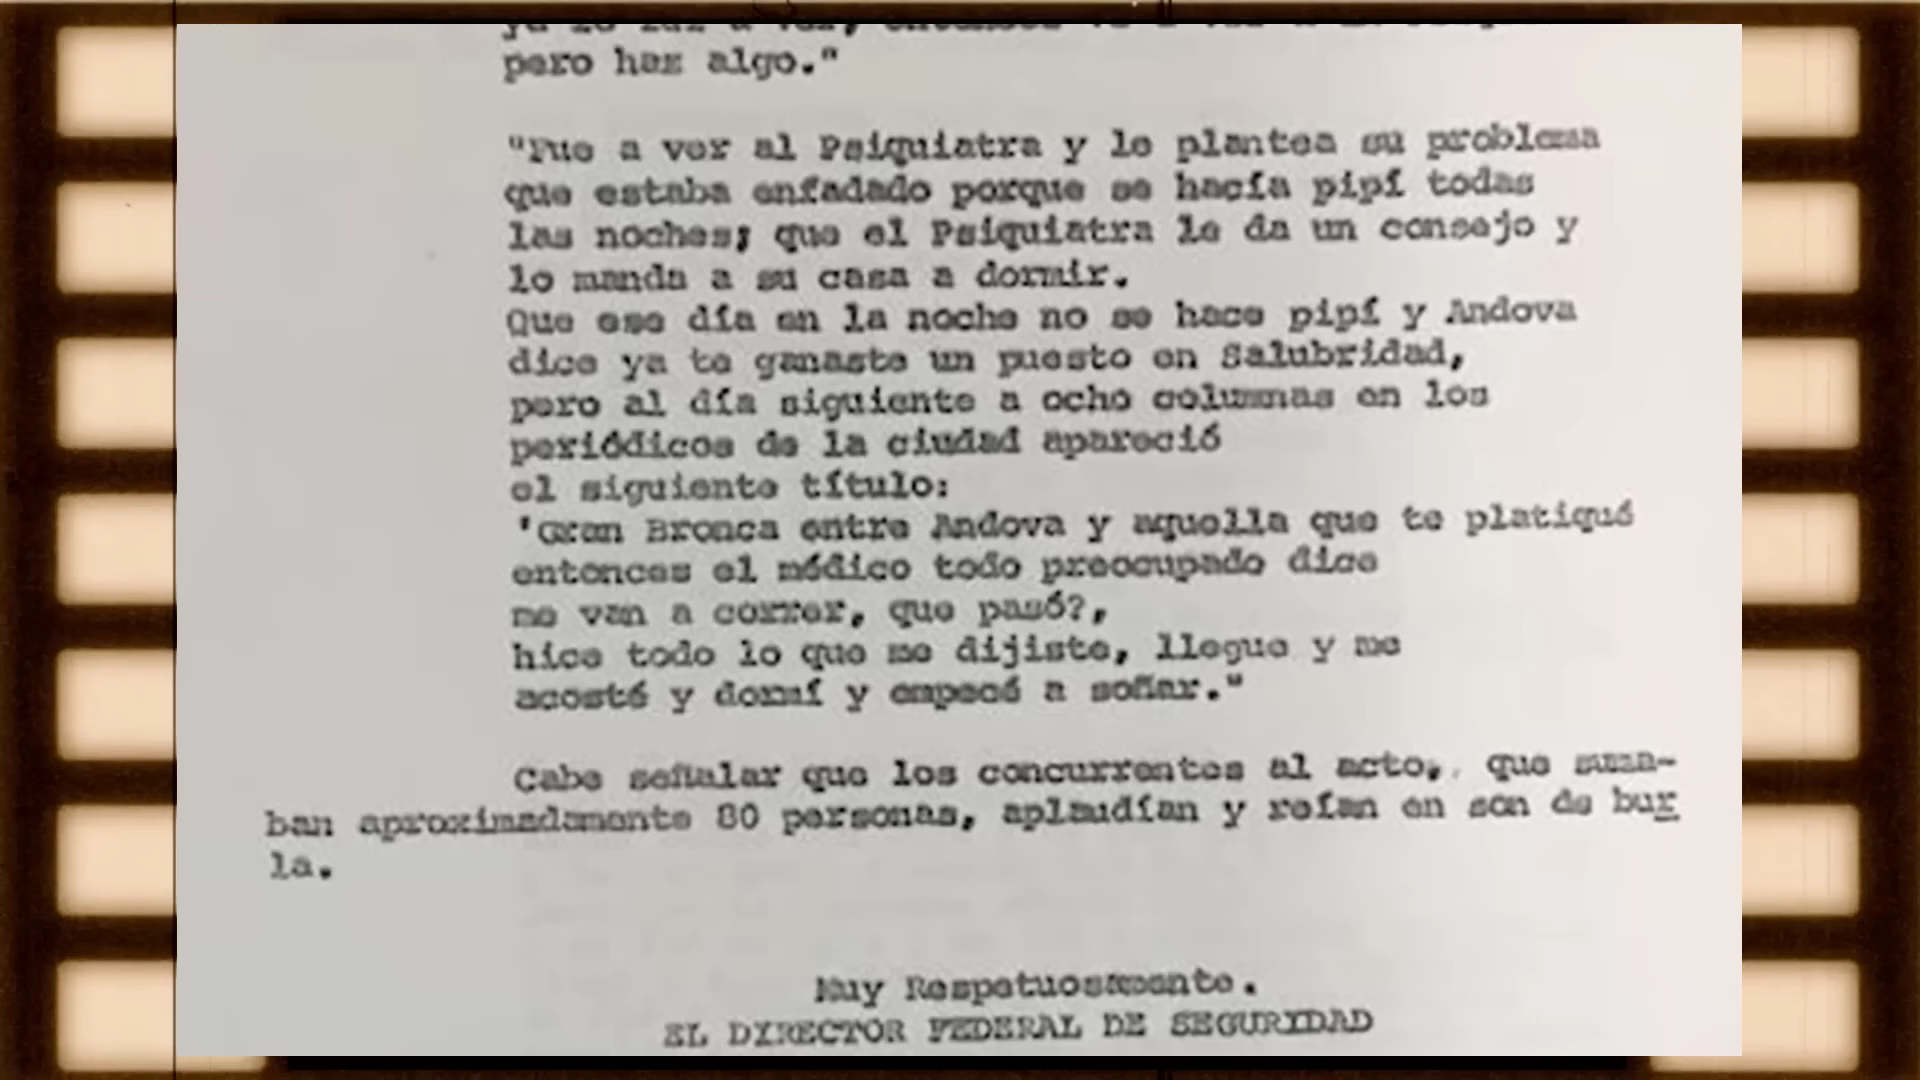 pero haz algo."
"Fue a ver al Psiquiatra y le plantea su problema
que estaba enfadado porque se hacía pipí todas
las noches; que el Psiquiatra le da un consejo y
lo manda a su casa a dormir.
Que ese día en la noche no se hace pipí y Andova
dice ya te ganaste un puesto en Salubridad,
pero al día siguiente a ocho columnas en los
periódicos de la ciudad apareció
el siguiente título:
'Gran Bronca entre Andova y aquella que te platiqué
entonces el médico todo preocupado dice
me van a correr, que pasó?,
hice todo lo que me dijiste, llegue y me
acosté y dormí y empecé a soñar."
Cabe señalar que los concurrentes al acto, que suma-
ban aproximadamente 80 personas, aplaudían y reían en son de bur
la.
Muy Respetuosamente.
EL DIRECTOR FEDERAL DE SEGURIDAD